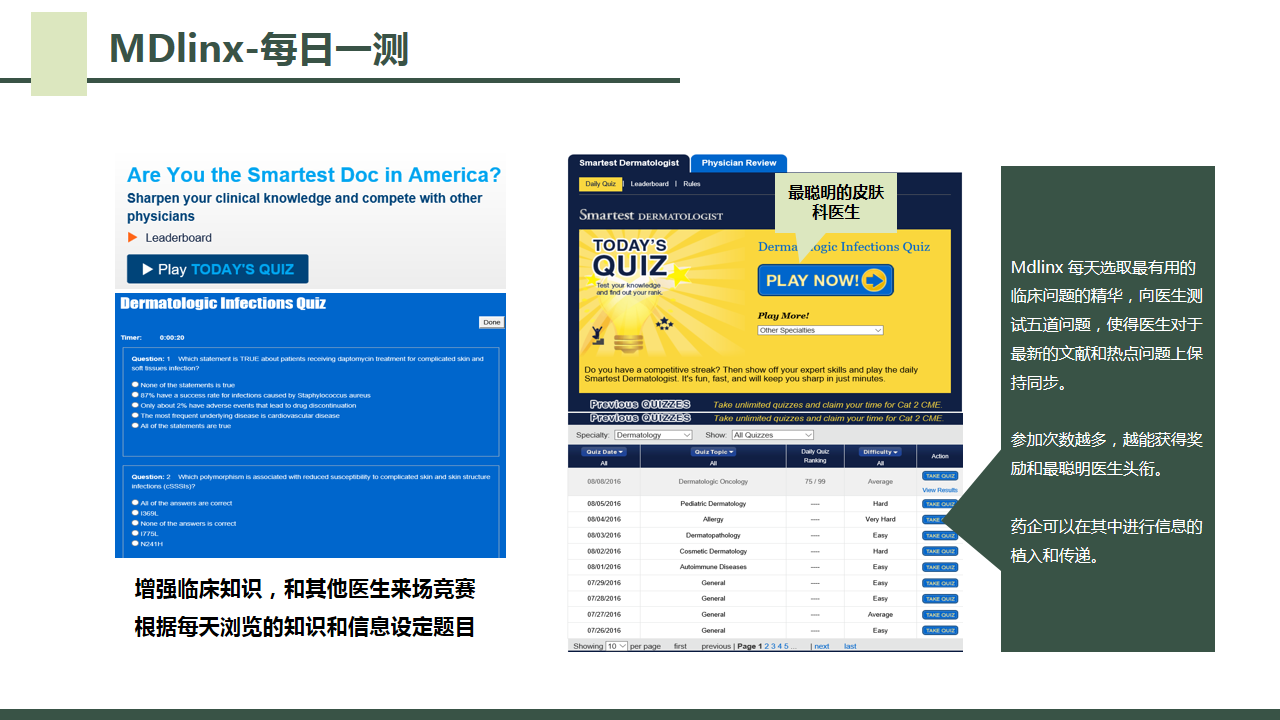 MDlinx-每日一测
Are You the Smartest Doc in America?
Sharpen your clinical knowledge and compete with other
physicians
Leaderboard
Play TODAY'S QUIZ
Dermatologic Infections Quiz
Done
Timer: 0:00:20
Question: 1 Which statement is TRUE about patients receiving daptomycin treatment for complicated skin and
soft tissues infection?
None of the statements is true
87% have a success rate for infections caused by Staphylococcus aureus
Only about 2% have adverse events that lead to drug discontinuation
The most frequent underlying disease is cardiovascular disease
All of the statements are true
Question: 2 Which polymorphism is associated with reduced susceptibility to complicated skin and skin structure
infections (cSSSIs)?
All of the answers are correct
I369L
None of the answers is correct
I775L
N241H
增强临床知识，和其他医生来场竞赛
根据每天浏览的知识和信息设定题目
Smartest Dermatologist Physician Review
Daily Quiz | Leaderboard | Rules
Smartest DERMATOLOGIST
最聪明的皮肤
科医生
TODAY'S
QUIZ
Test your knowledge
and find out your rank.
Dermatologic Infections Quiz
PLAY NOW!
Play More!
Other Specialties
Do you have a competitive streak? Then show off your expert skills and play the daily
Smartest Dermatologist. It's fun, fast, and will keep you sharp in just minutes.
Previous QUIZZES Take unlimited quizzes and claim your time for Cat 2 CME.
Previous QUIZZES Take unlimited quizzes and claim your time for Cat 2 CME.
Specialty: Dermatology Show: All Quizzes
Quiz Date Quiz Topic Daily Quiz Ranking Difficulty Action
All All All
08/08/2016 Dermatologic Oncology 75 / 99 Average TAKE QUIZ
View Results
08/05/2016 Pediatric Dermatology ---- Hard TAKE QUIZ
08/04/2016 Allergy ---- Very Hard TAKE
08/03/2016 Dermatopathology ---- Easy TAKE QUIZ
08/02/2016 Cosmetic Dermatology ---- Hard TAKE QUIZ
08/01/2016 Autoimmune Diseases ---- Easy TAKE QUIZ
07/29/2016 General ---- Easy TAKE QUIZ
07/28/2016 General ---- Easy TAKE QUIZ
07/27/2016 General ---- Average TAKE QUIZ
07/26/2016 General ---- Easy TAKE QUIZ
Showing 10 per page first previous | Page 1 2 3 4 5 ... | next last
Mdlinx 每天选取最有用的
临床问题的精华，向医生测
试五道问题，使得医生对于
最新的文献和热点问题上保
持同步。
参加次数越多，越能获得奖
励和最聪明医生头衔。
药企可以在其中进行信息的
植入和传递。